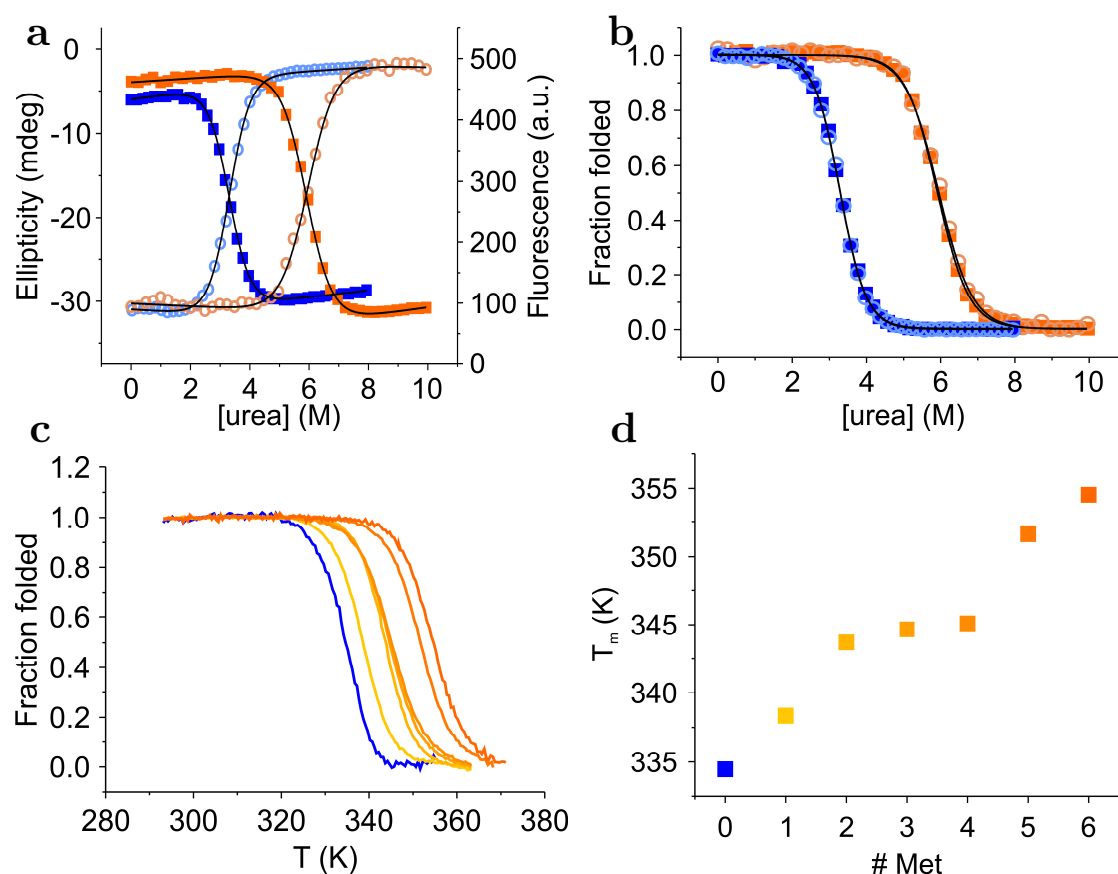 a
0
-10
-20
-30
Ellipticity (mdeg)
500
400
300
200
100
0
Fluorescence (a.u.)
0 2 4 6 8 10
[urea] (M)
b
1.0
0.8
0.6
0.4
0.2
0.0
Fraction folded
0 2 4 6 8 10
[urea] (M)
c
1.2
1.0
0.8
0.6
0.4
0.2
0.0
Fraction folded
280 300 320 340 360 380
T (K)
d
355
350
345
340
335
Tm (K)
0 1 2 3 4 5 6
# Met